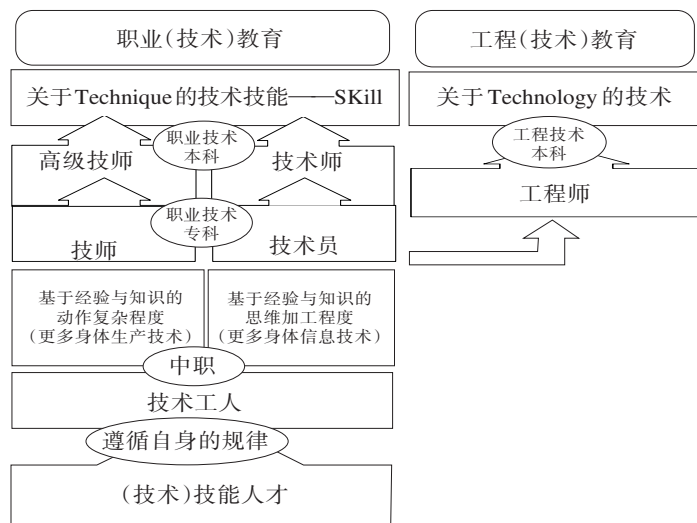 职业(技术)教育
工程(技术)教育
关于Technique的技术技能——SKill
关于Technology的技术
职业技术
本科
工程技术
本科
高级技师
技术师
工程师
职业技术
专科
技师
技术员
基于经验与知识的
动作复杂程度
(更多身体生产技术)
基于经验与知识的
思维加工程度
(更多身体信息技术)
中职
技术工人
遵循自身的规律
(技术)技能人才